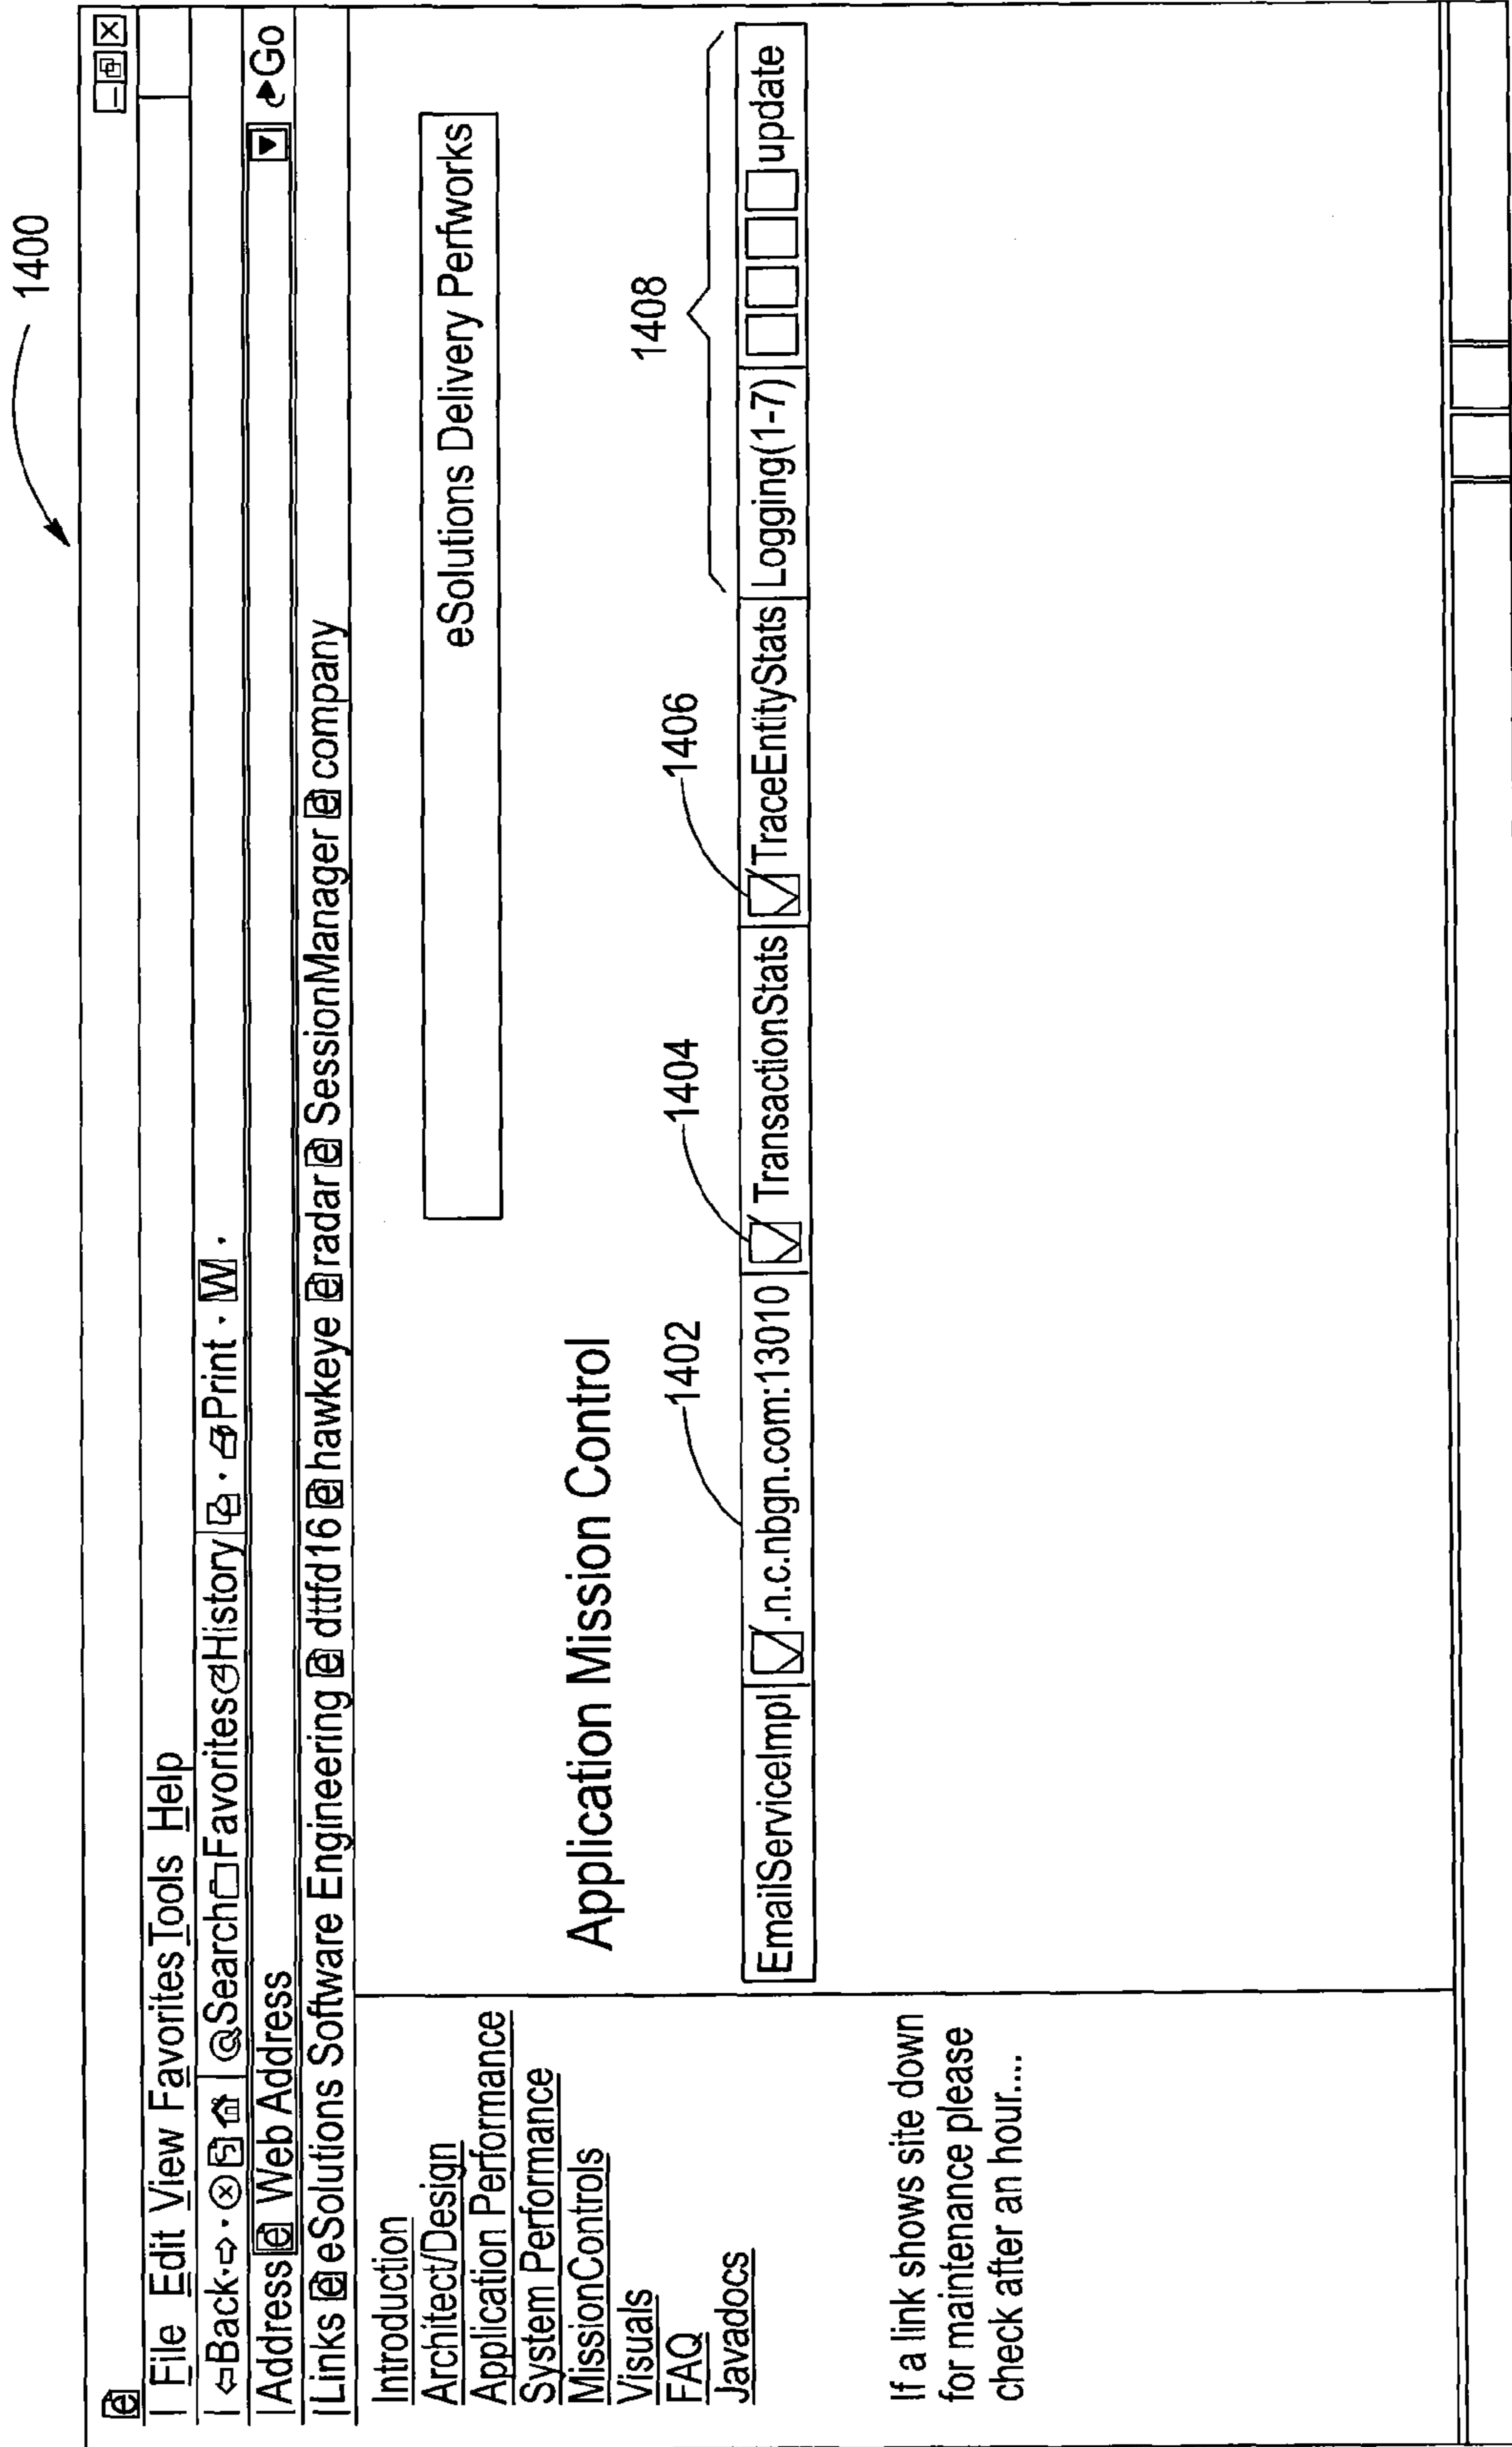 1400
File Edit View Favorites Tools Help
Back Search Favorites History Print W
Address Web Address Go
Links eSolutions Software Engineering dttfd16 hawkeye radar SessionManager company
Introduction
Architect/Design
Application Performance
System Performance
MissionControls
Visuals
FAQ
Javadocs
If a link shows site down
for maintenance please
check after an hour....
eSolutions Delivery Perfworks
Application Mission Control
1402 1404 1406 1408
EmailServiceImpl .n.c.nbgn.com:13010 TransactionStats TraceEntityStats Logging(1-7) update